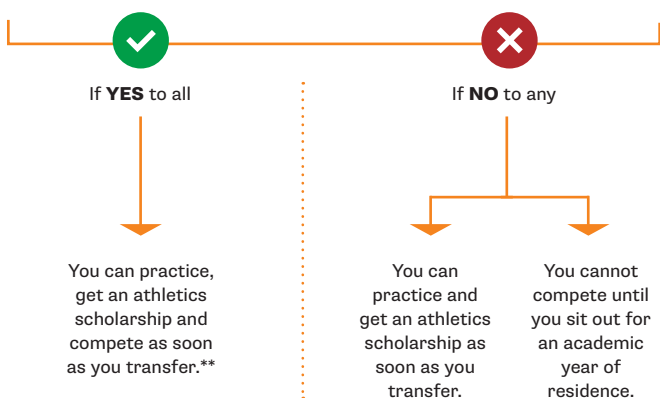 If YES to all
If NO to any
You can practice,
get an athletics
scholarship and
compete as soon
as you transfer.**
You can
practice and
get an athletics
scholarship as
soon as you
transfer.
You cannot
compete until
you sit out for
an academic
year of
residence.